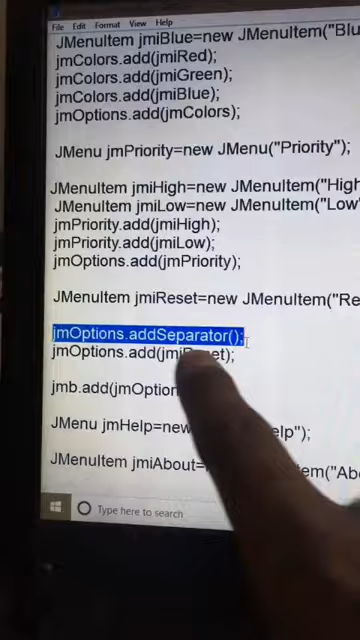 File Edit Format View Help
JMenuItem jmiBlue=new JMenuItem("Blu
jmColors.add(jmiRed);
jmColors.add(jmiGreen);
jmColors.add(jmiBlue);
jmOptions.add(jmColors);
JMenu jmPriority=new JMenu("Priority");
JMenuItem jmiHigh=new JMenuItem("High
JMenuItem jmiLow=new JMenuItem("Low"
jmPriority.add(jmiHigh);
jmPriority.add(jmiLow);
jmOptions.add(jmPriority);
JMenuItem jmiReset=new JMenuItem("Re
jmOptions.addSeparator();
jmOptions.add(jmiReset);
jmb.add(jmOption
JMenu jmHelp=new elp");
JMenuItem jmiAbout= em("Abo
Type here to search